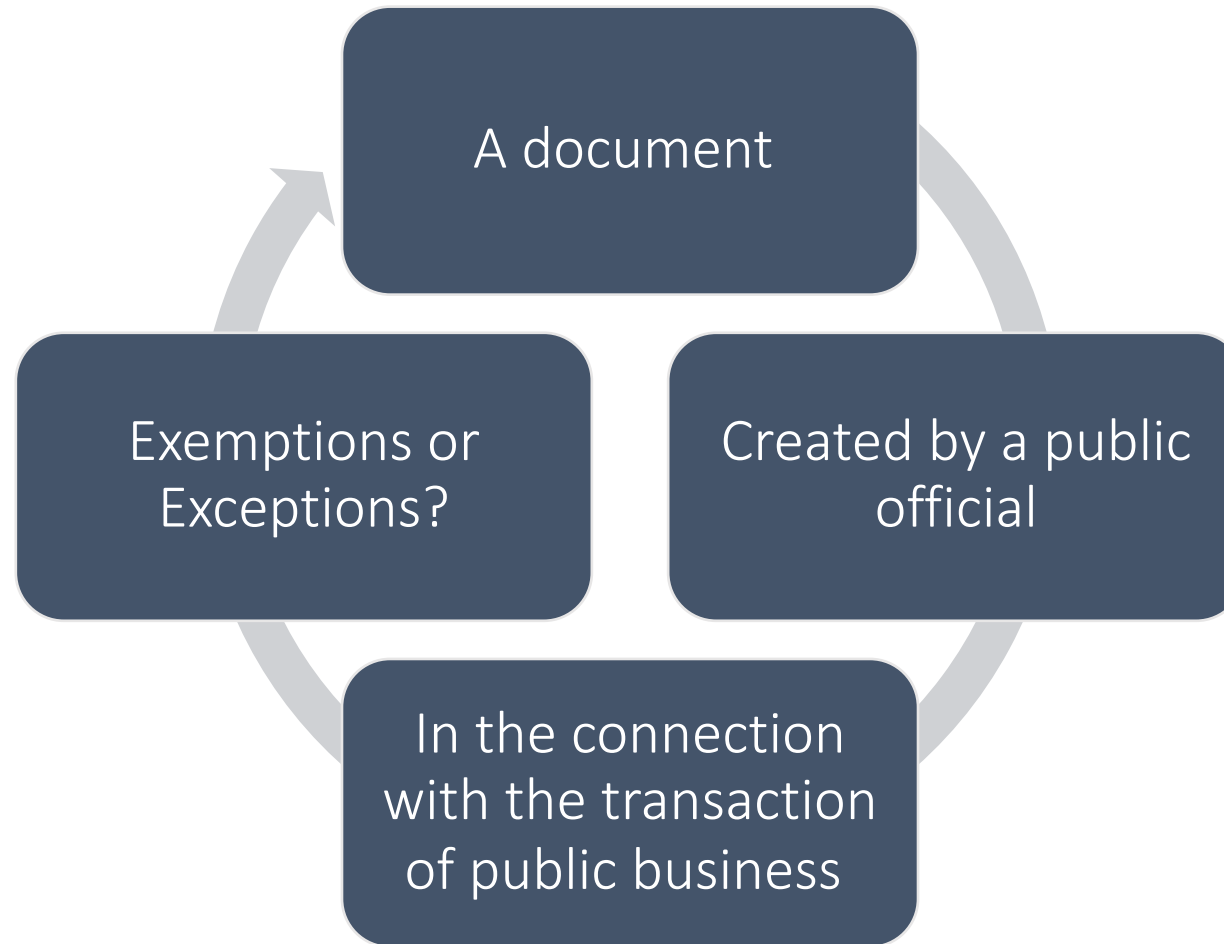 A document
Created by a public
official
In the connection
with the transaction
of public business
Exemptions or
Exceptions?